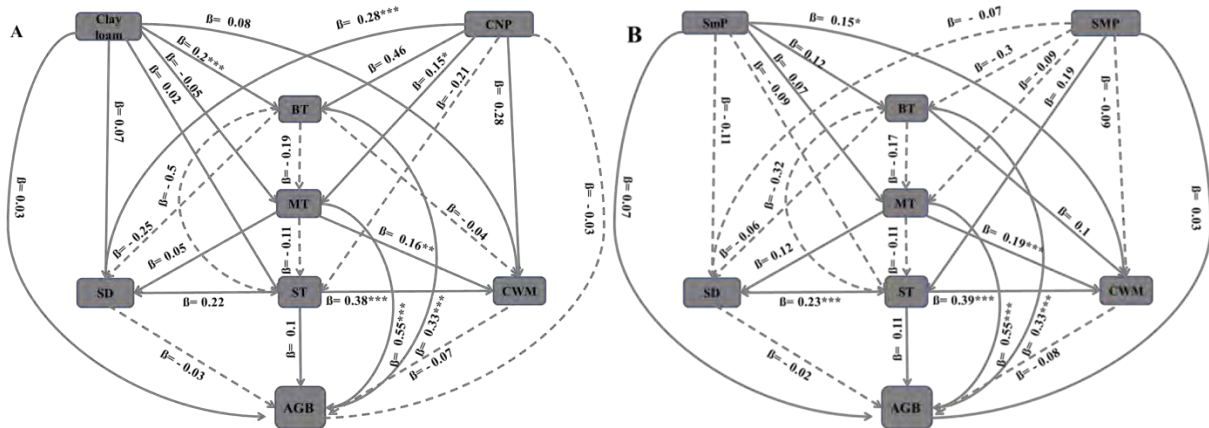 A
Clay
loam
ß= 0.08
ß= 0.28***
CNP
ß= 0.2***
ß= - 0.05
ß= 0.02
ß= 0.46
ß= 0.15*
ß= - 0.21
ß= 0.07
ß= 0.28
BT
ß= - 0.19
ß= - 0.5
MT
ß= 0.03
ß= - 0.03
ß= - 0.25
ß= 0.05
ß= - 0.11
ß= 0.16**
ß= - 0.04
SD
ß= 0.22
ST
ß= 0.38***
CWM
ß= - 0.03
ß= 0.1
ß= 0.55***
ß= 0.33***
ß= - 0.07
AGB
B
SmP
ß= 0.15*
ß= - 0.07
SMP
ß= 0.12
ß= 0.07
ß= - 0.09
ß= - 0.3
ß= - 0.09
ß= 0.19
ß= - 0.11
ß= - 0.09
BT
ß= - 0.17
ß= - 0.32
MT
ß= 0.07
ß= 0.03
ß= - 0.06
ß= 0.12
ß= - 0.11
ß= 0.19***
ß= 0.1
SD
ß= 0.23***
ST
ß= 0.39***
CWM
ß= - 0.02
ß= 0.11
ß= 0.55***
ß= 0.33***
ß= - 0.08
AGB